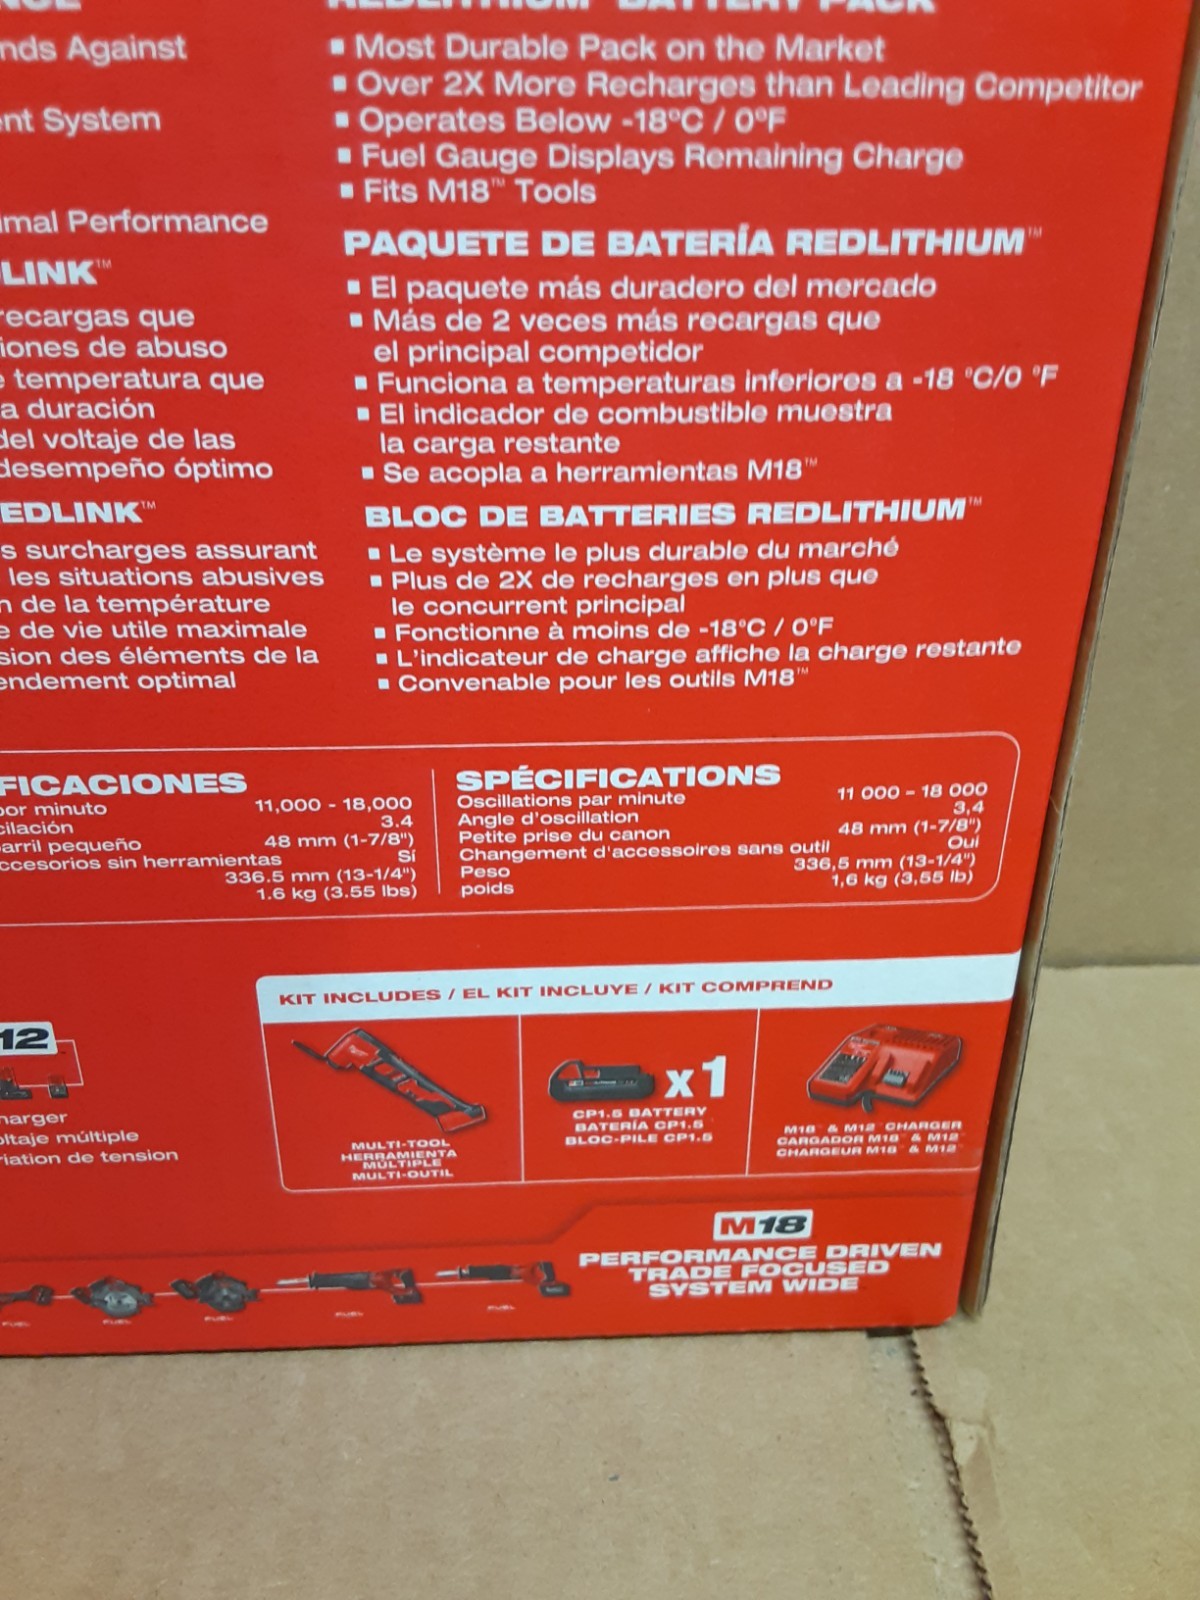 REDLITHIUM™ BATTERY PACK
▪ Most Durable Pack on the Market
▪ Over 2X More Recharges than Leading Competitor
▪ Operates Below -18°C / 0°F
▪ Fuel Gauge Displays Remaining Charge
▪ Fits M18™ Tools
PAQUETE DE BATERÍA REDLITHIUM™
▪ El paquete más duradero del mercado
▪ Más de 2 veces más recargas que
el principal competidor
▪ Funciona a temperaturas inferiores a -18 °C/0 °F
▪ El indicador de combustible muestra
la carga restante
▪ Se acopla a herramientas M18™
BLOC DE BATTERIES REDLITHIUM™
▪ Le système le plus durable du marché
▪ Plus de 2X de recharges en plus que
le concurrent principal
▪ Fonctionne à moins de -18°C / 0°F
▪ L'indicateur de charge affiche la charge restante
▪ Convenable pour les outils M18™
nds Against
nt System
mal Performance
LINK™
recargas que
iones de abuso
temperatura que
a duración
del voltaje de las
desempeño óptimo
EDLINK™
s surcharges assurant
les situations abusives
n de la température
e de vie utile maximale
sion des éléments de la
endement optimal
FICACIONES
por minuto 11,000 - 18,000
cilación 3.4
arril pequeño 48 mm (1-7/8")
ccesorios sin herramientas Sí
336.5 mm (13-1/4")
1.6 kg (3.55 lbs)
SPÉCIFICATIONS
Oscillations par minute 11 000 - 18 000
Angle d'oscillation 3,4
Petite prise du canon 48 mm (1-7/8")
Changement d'accessoires sans outil Oui
Peso 336,5 mm (13-1/4")
poids 1,6 kg (3,55 lb)
12
harger
oltaje múltiple
riation de tension
KIT INCLUDES / EL KIT INCLUYE / KIT COMPREND
MULTI-TOOL
HERRAMIENTA
MÚLTIPLE
MULTI-OUTIL
x1
CP1.5 BATTERY
BATERÍA CP1.5
BLOC-PILE CP1.5
M18™ & M12™ CHARGER
CARGADOR M18™ & M12™
CHARGEUR M18™ & M12™
M18
PERFORMANCE DRIVEN
TRADE FOCUSED
SYSTEM WIDE
FUEL
FUEL
FUEL
FUEL
FUEL